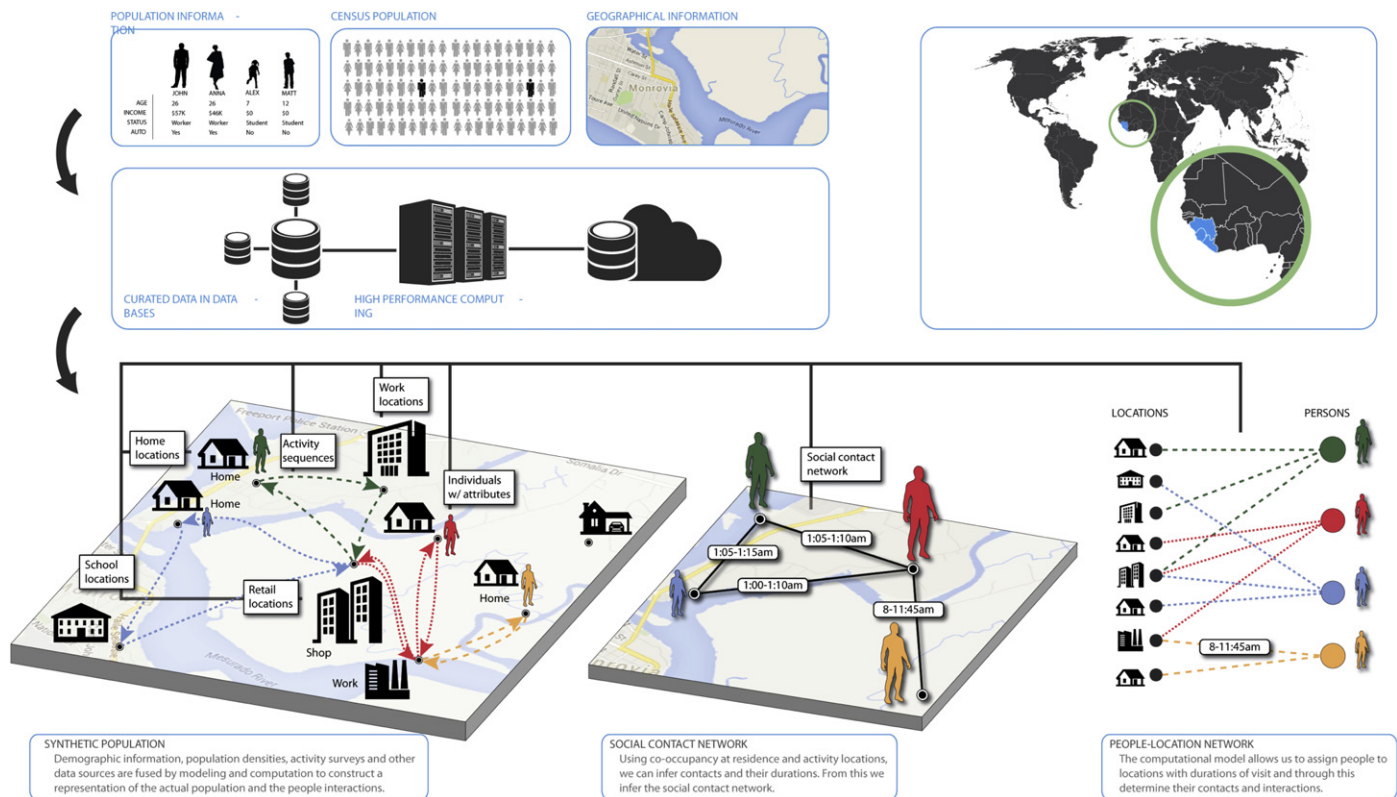 POPULATION INFORMA -
TION
CENSUS POPULATION
GEOGRAPHICAL INFORMATION
JOHN ANNA ALEX MATT
AGE 26 26 7 12
INCOME $57K $46K $0 $0
STATUS Worker Worker Student Student
AUTO Yes Yes No No
Monrovia
Mesurado River
CURATED DATA IN DATA -
BASES
HIGH PERFORMANCE COMPUT -
ING
Work
locations
Home
locations
Activity
sequences
Individuals
w/ attributes
School
locations
Retail
locations
Home
Home
Home
Shop
Work
Freeport Police Station
Somalia Dr
Mesurado River
Social contact
network
1:05-1:15am
1:05-1:10am
1:00-1:10am
8-11:45am
LOCATIONS
PERSONS
8-11:45am
SYNTHETIC POPULATION
Demographic information, population densities, activity surveys and other
data sources are fused by modeling and computation to construct a
representation of the actual population and the people interactions.
SOCIAL CONTACT NETWORK
Using co-occupancy at residence and activity locations,
we can infer contacts and their durations. From this we
infer the social contact network.
PEOPLE-LOCATION NETWORK
The computational model allows us to assign people to
locations with durations of visit and through this
determine their contacts and interactions.